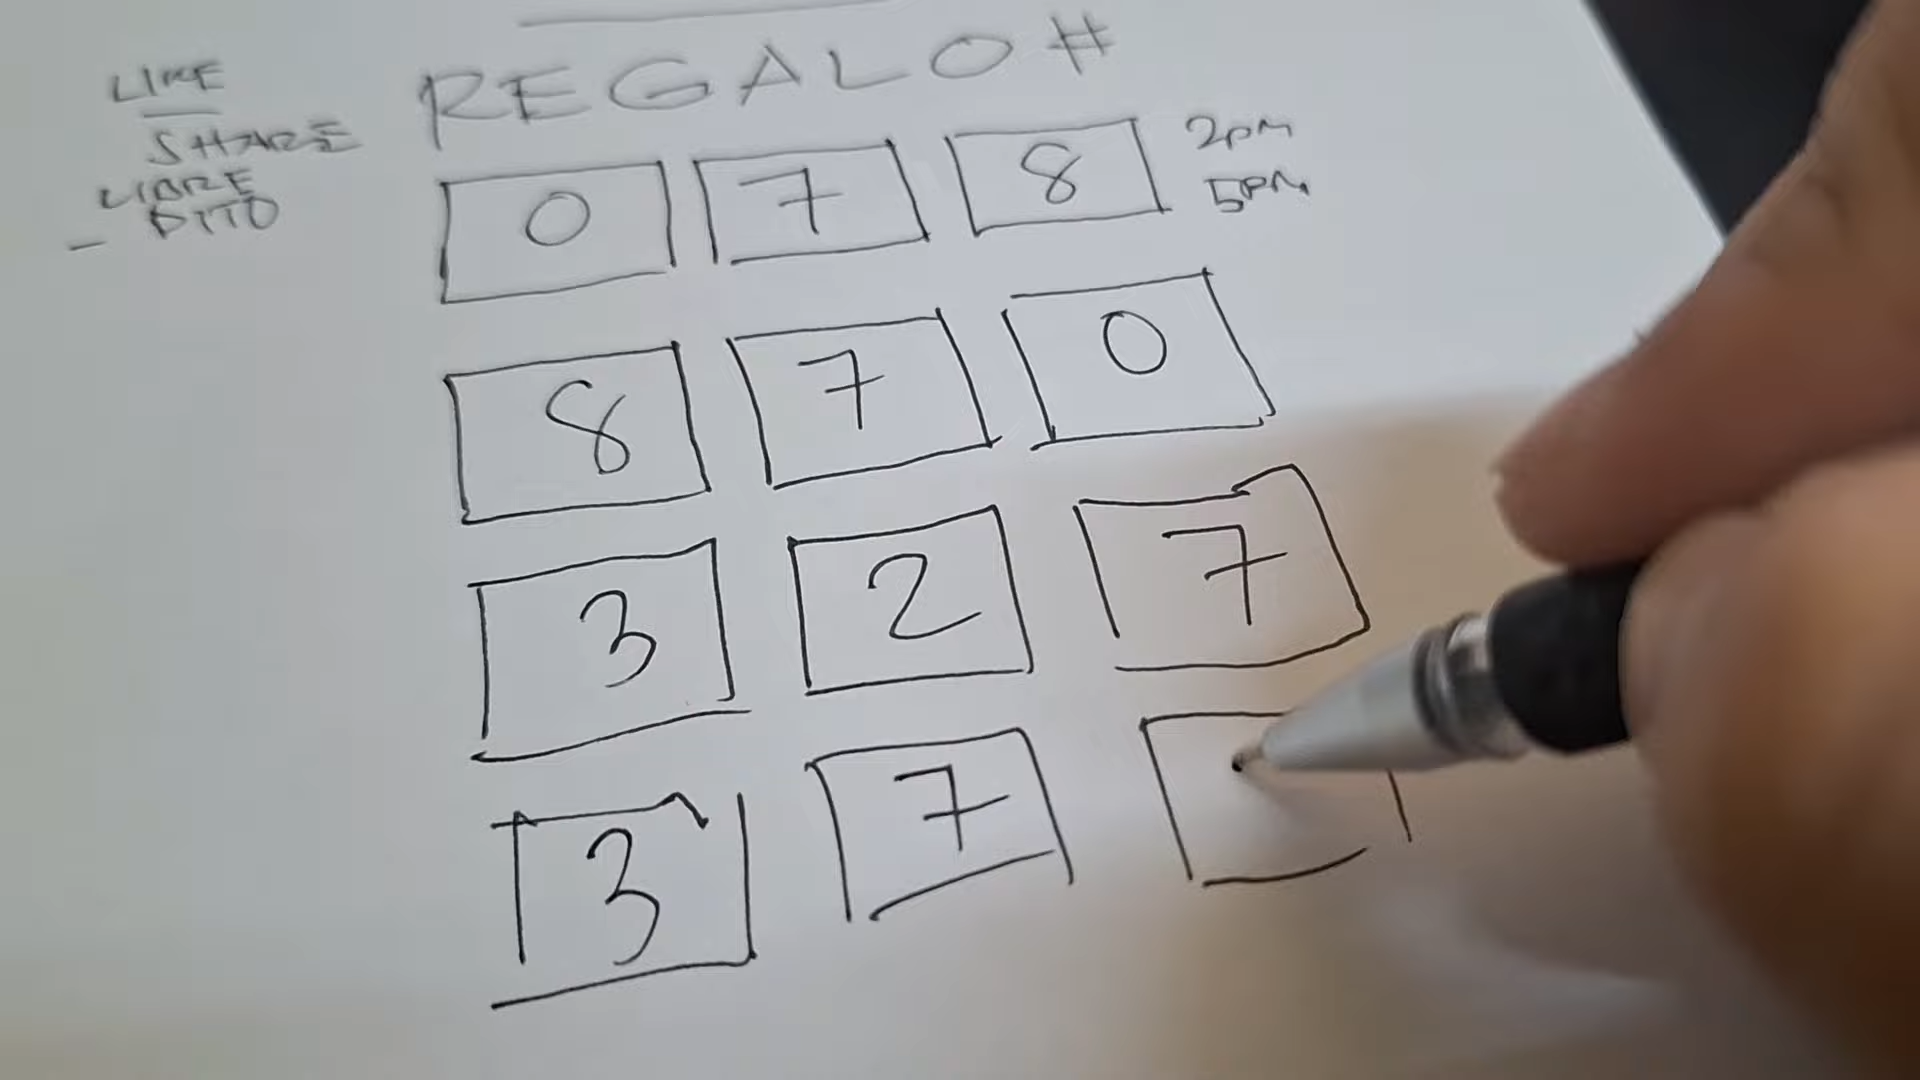 LIKE
SHARE
LIBRE
DITO
REGALO #
0 7 8
2pm
5pm
8 7 0
3 2 7
3 7